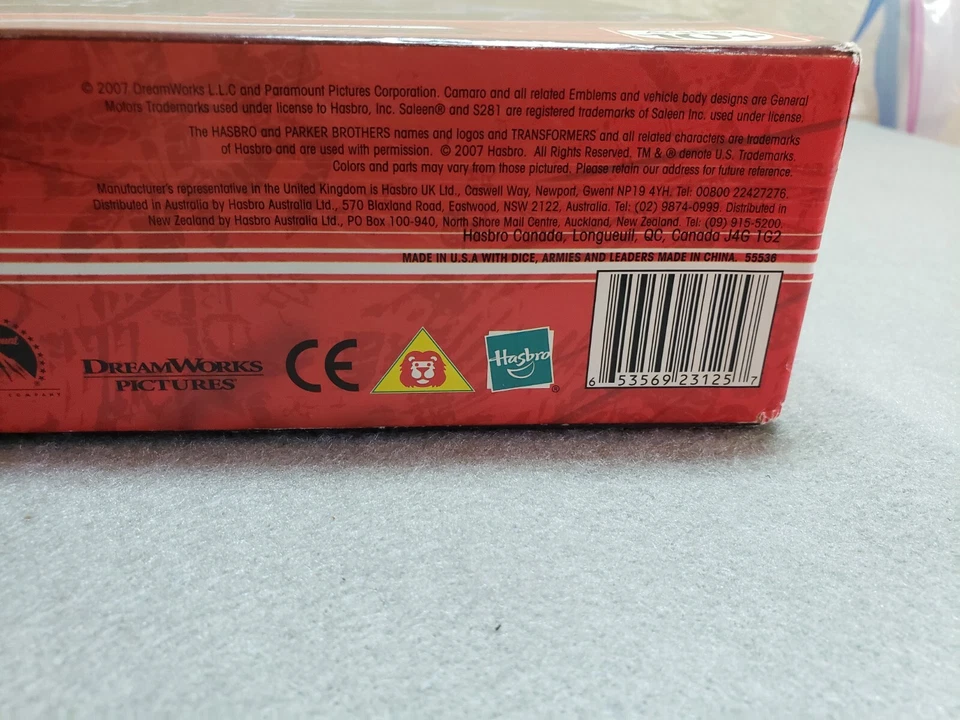 © 2007 DreamWorks L.L.C and Paramount Pictures Corporation. Camaro and all related Emblems and vehicle body designs are General
Motors Trademarks used under license to Hasbro, Inc. Saleen® and S281 are registered trademarks of Saleen Inc. used under license.
The HASBRO and PARKER BROTHERS names and logos and TRANSFORMERS and all related characters are trademarks
of Hasbro and are used with permission. © 2007 Hasbro. All Rights Reserved. TM & ® denote U.S. Trademarks.
Colors and parts may vary from those pictured. Please retain our address for future reference.
Manufacturer's representative in the United Kingdom is Hasbro UK Ltd., Caswell Way, Newport, Gwent NP19 4YH. Tel: 00800 22427276.
Distributed in Australia by Hasbro Australia Ltd., 570 Blaxland Road, Eastwood, NSW 2122, Australia. Tel: (02) 9874-0999. Distributed in
New Zealand by Hasbro Australia Ltd., PO Box 100-940, North Shore Mail Centre, Auckland, New Zealand. Tel: (09) 915-5200.
Hasbro Canada, Longueuil, QC, Canada J4G 1G2
MADE IN U.S.A WITH DICE, ARMIES AND LEADERS MADE IN CHINA. 55536
DREAMWORKS
PICTURES
CE
Hasbro ®
6 53569 23125 7